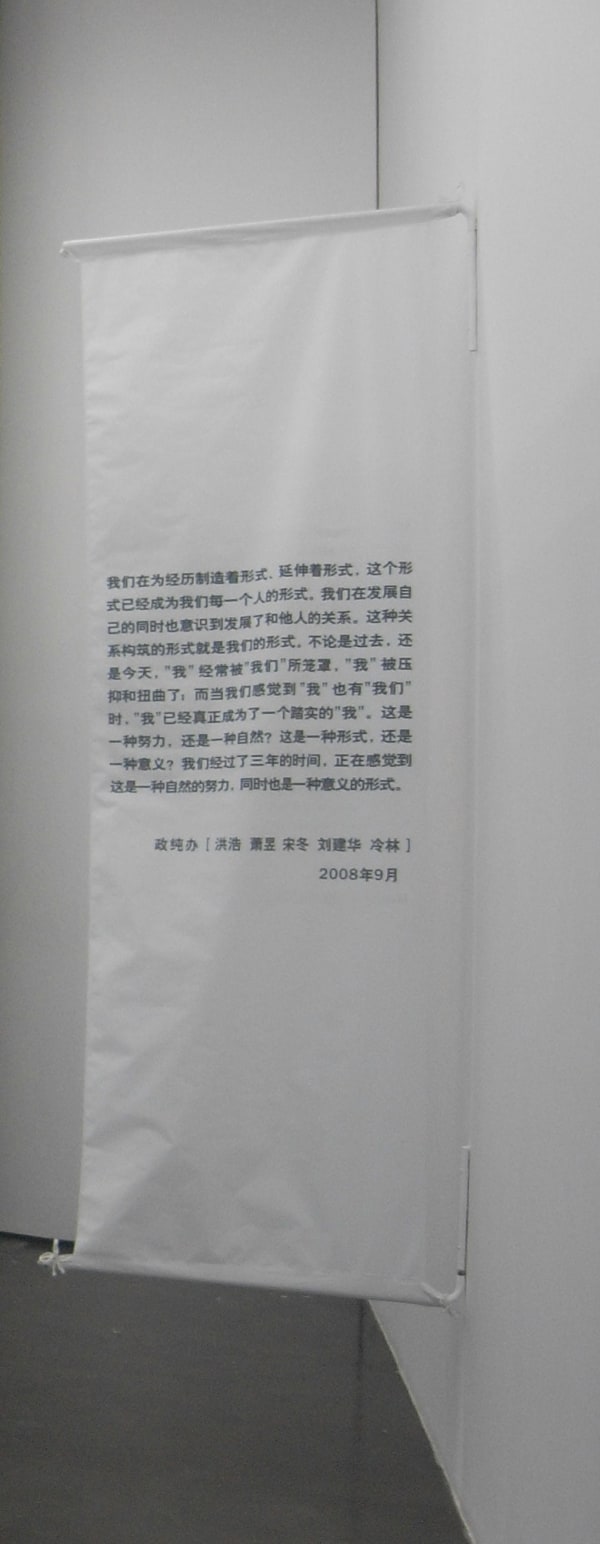 我们在为经历制造着形式、延伸着形式，这个形
式已经成为我们每一个人的形式。我们在发展自
己的同时也意识到发展了和他人的关系。这种关
系构筑的形式就是我们的形式，不论是过去，还
是今天，"我"经常被"我们"所笼罩，"我"被压
抑和扭曲了；而当我们感觉到"我"也有"我们"
时，"我"已经真正成为了一个踏实的"我"。这是
一种努力，还是一种自然？这是一种形式，还是
一种意义？我们经过了三年的时间，正在感觉到
这是一种自然的努力，同时也是一种意义的形式。
政纯办 [ 洪浩 萧昱 宋冬 刘建华 冷林 ]
2008年9月